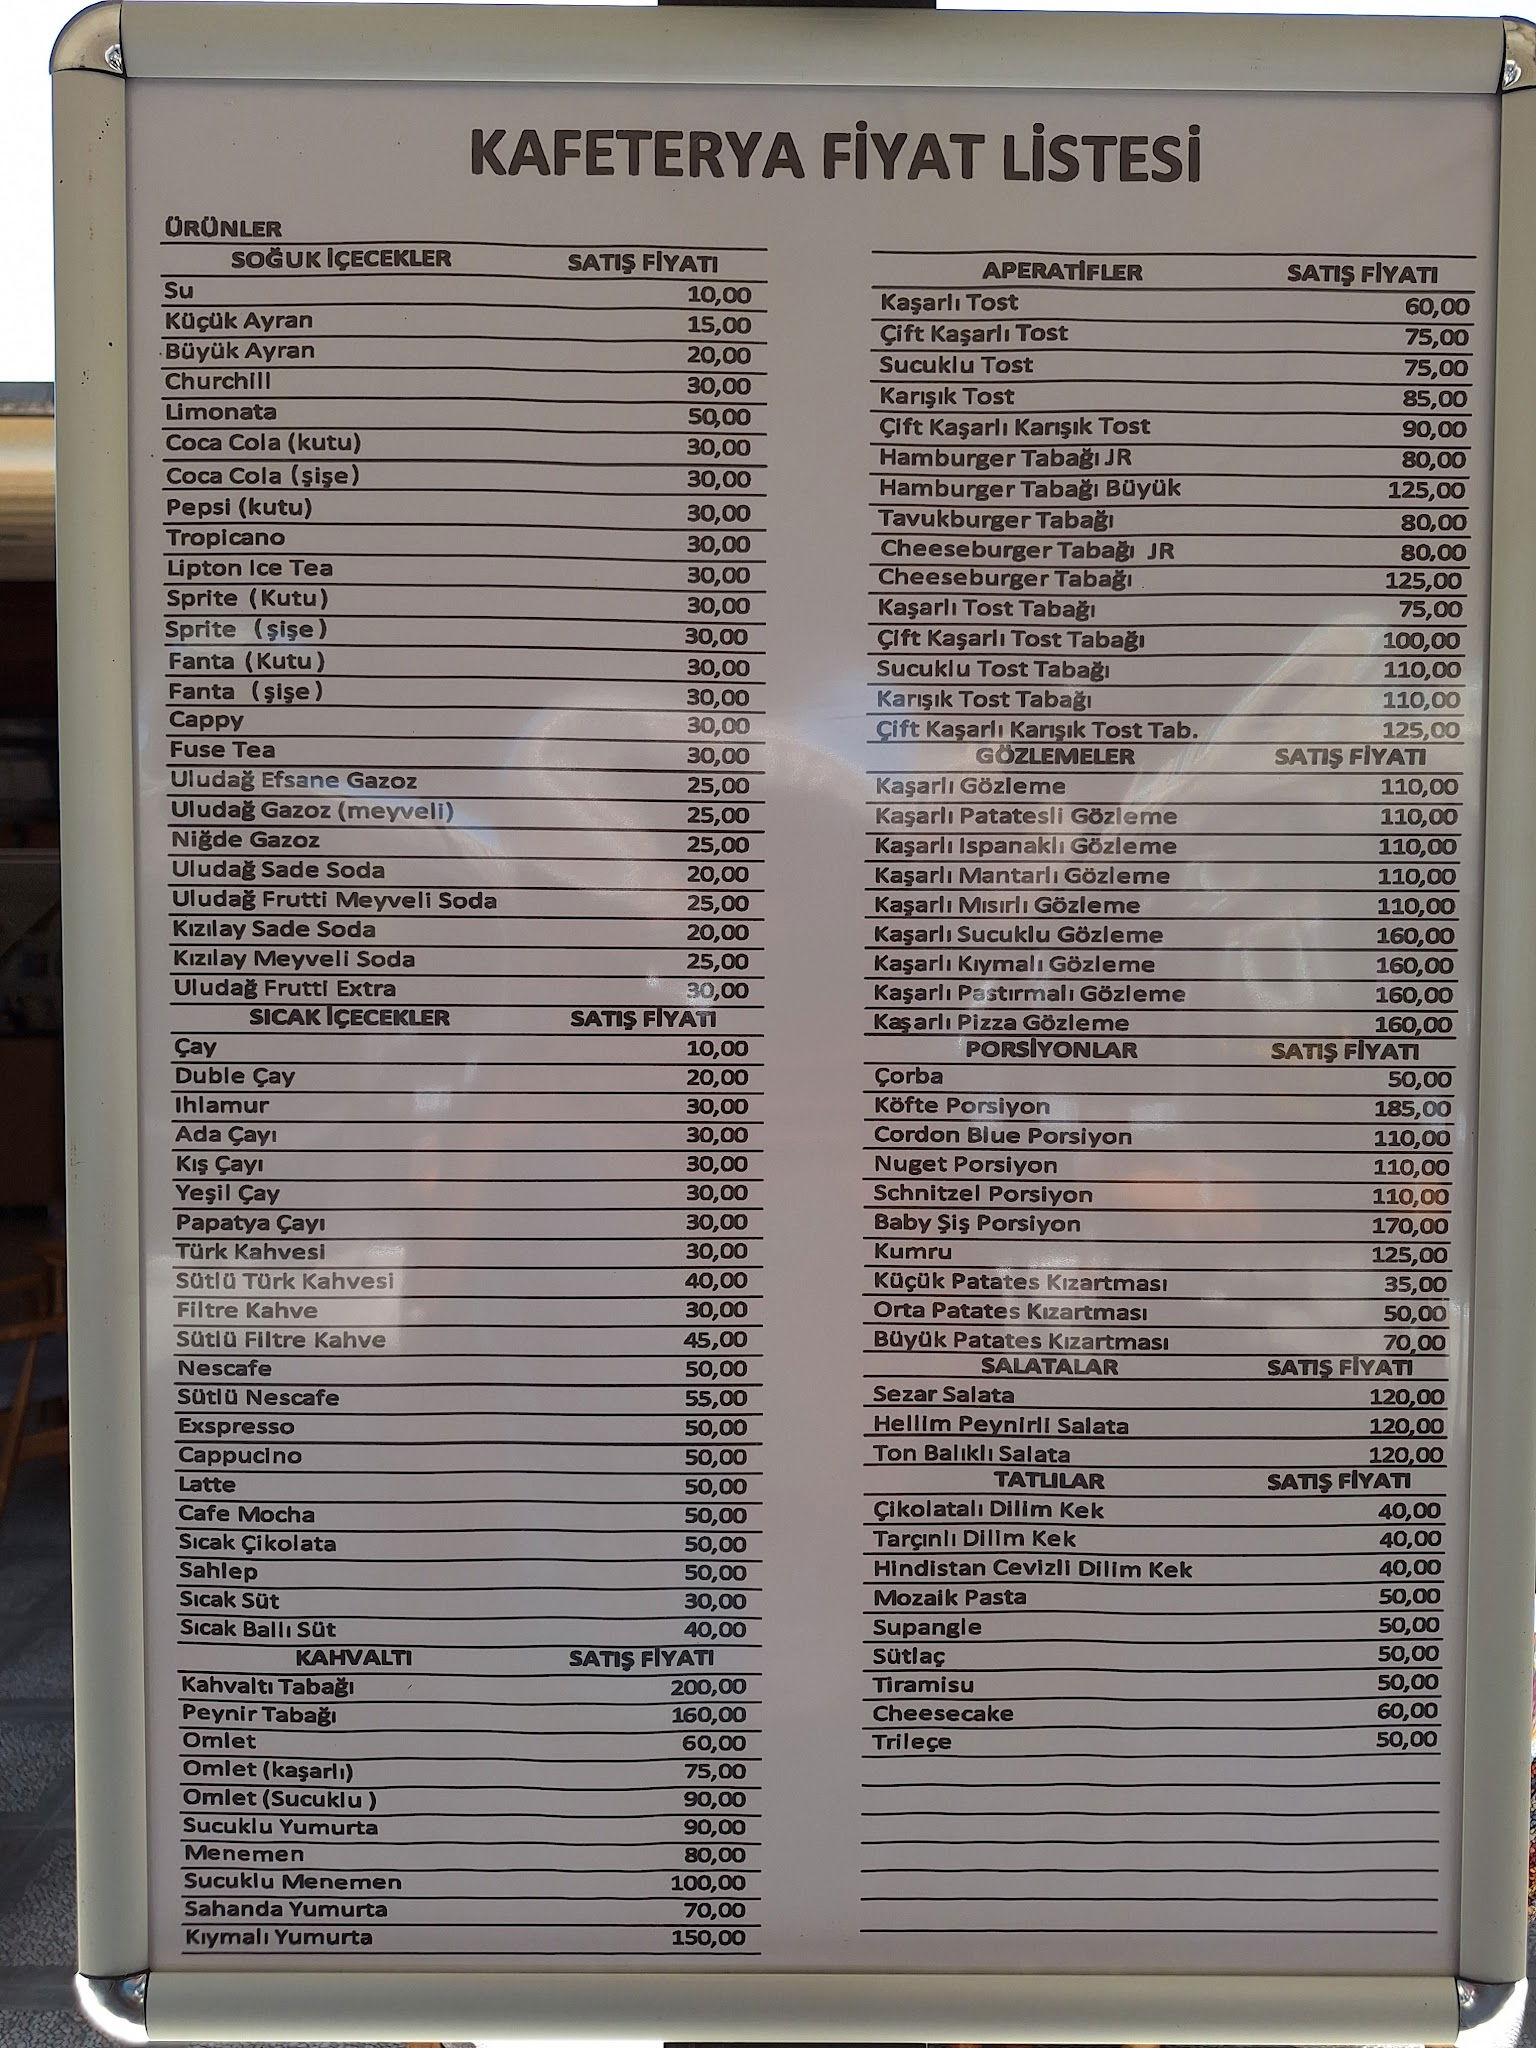 KAFETERYA FİYAT LİSTESİ
ÜRÜNLER
SOĞUK İÇECEKLER SATIŞ FİYATI
Su 10,00
Küçük Ayran 15,00
Büyük Ayran 20,00
Churchill 30,00
Limonata 50,00
Coca Cola (kutu) 30,00
Coca Cola (şişe) 30,00
Pepsi (kutu) 30,00
Tropicano 30,00
Lipton Ice Tea 30,00
Sprite (Kutu) 30,00
Sprite (şişe) 30,00
Fanta (Kutu) 30,00
Fanta (şişe) 30,00
Cappy 30,00
Fuse Tea 30,00
Uludağ Efsane Gazoz 25,00
Uludağ Gazoz (meyveli) 25,00
Niğde Gazoz 25,00
Uludağ Sade Soda 20,00
Uludağ Frutti Meyveli Soda 25,00
Kızılay Sade Soda 20,00
Kızılay Meyveli Soda 25,00
Uludağ Frutti Extra 30,00
SICAK İÇECEKLER SATIŞ FİYATI
Çay 10,00
Duble Çay 20,00
Ihlamur 30,00
Ada Çayı 30,00
Kış Çayı 30,00
Yeşil Çay 30,00
Papatya Çayı 30,00
Türk Kahvesi 30,00
Sütlü Türk Kahvesi 40,00
Filtre Kahve 30,00
Sütlü Filtre Kahve 45,00
Nescafe 50,00
Sütlü Nescafe 55,00
Exspresso 50,00
Cappucino 50,00
Latte 50,00
Cafe Mocha 50,00
Sıcak Çikolata 50,00
Sahlep 50,00
Sıcak Süt 30,00
Sıcak Ballı Süt 40,00
KAHVALTI SATIŞ FİYATI
Kahvaltı Tabağı 200,00
Peynir Tabağı 160,00
Omlet 60,00
Omlet (kaşarlı) 75,00
Omlet (Sucuklu ) 90,00
Sucuklu Yumurta 90,00
Menemen 80,00
Sucuklu Menemen 100,00
Sahanda Yumurta 70,00
Kıymalı Yumurta 150,00
APERATİFLER SATIŞ FİYATI
Kaşarlı Tost 60,00
Çift Kaşarlı Tost 75,00
Sucuklu Tost 75,00
Karışık Tost 85,00
Çift Kaşarlı Karışık Tost 90,00
Hamburger Tabağı JR 80,00
Hamburger Tabağı Büyük 125,00
Tavukburger Tabağı 80,00
Cheeseburger Tabağı JR 80,00
Cheeseburger Tabağı 125,00
Kaşarlı Tost Tabağı 75,00
Çift Kaşarlı Tost Tabağı 100,00
Sucuklu Tost Tabağı 110,00
Karışık Tost Tabağı 110,00
Çift Kaşarlı Karışık Tost Tab. 125,00
GÖZLEMELER SATIŞ FİYATI
Kaşarlı Gözleme 110,00
Kaşarlı Patatesli Gözleme 110,00
Kaşarlı Ispanaklı Gözleme 110,00
Kaşarlı Mantarlı Gözleme 110,00
Kaşarlı Mısırlı Gözleme 110,00
Kaşarlı Sucuklu Gözleme 160,00
Kaşarlı Kıymalı Gözleme 160,00
Kaşarlı Pastırmalı Gözleme 160,00
Kaşarlı Pizza Gözleme 160,00
PORSİYONLAR SATIŞ FİYATI
Çorba 50,00
Köfte Porsiyon 185,00
Cordon Blue Porsiyon 110,00
Nuget Porsiyon 110,00
Schnitzel Porsiyon 110,00
Baby Şiş Porsiyon 170,00
Kumru 125,00
Küçük Patates Kızartması 35,00
Orta Patates Kızartması 50,00
Büyük Patates Kızartması 70,00
SALATALAR SATIŞ FİYATI
Sezar Salata 120,00
Hellim Peynirli Salata 120,00
Ton Balıklı Salata 120,00
TATLILAR SATIŞ FİYATI
Çikolatalı Dilim Kek 40,00
Tarçınlı Dilim Kek 40,00
Hindistan Cevizli Dilim Kek 40,00
Mozaik Pasta 50,00
Supangle 50,00
Sütlaç 50,00
Tiramisu 50,00
Cheesecake 60,00
Trileçe 50,00